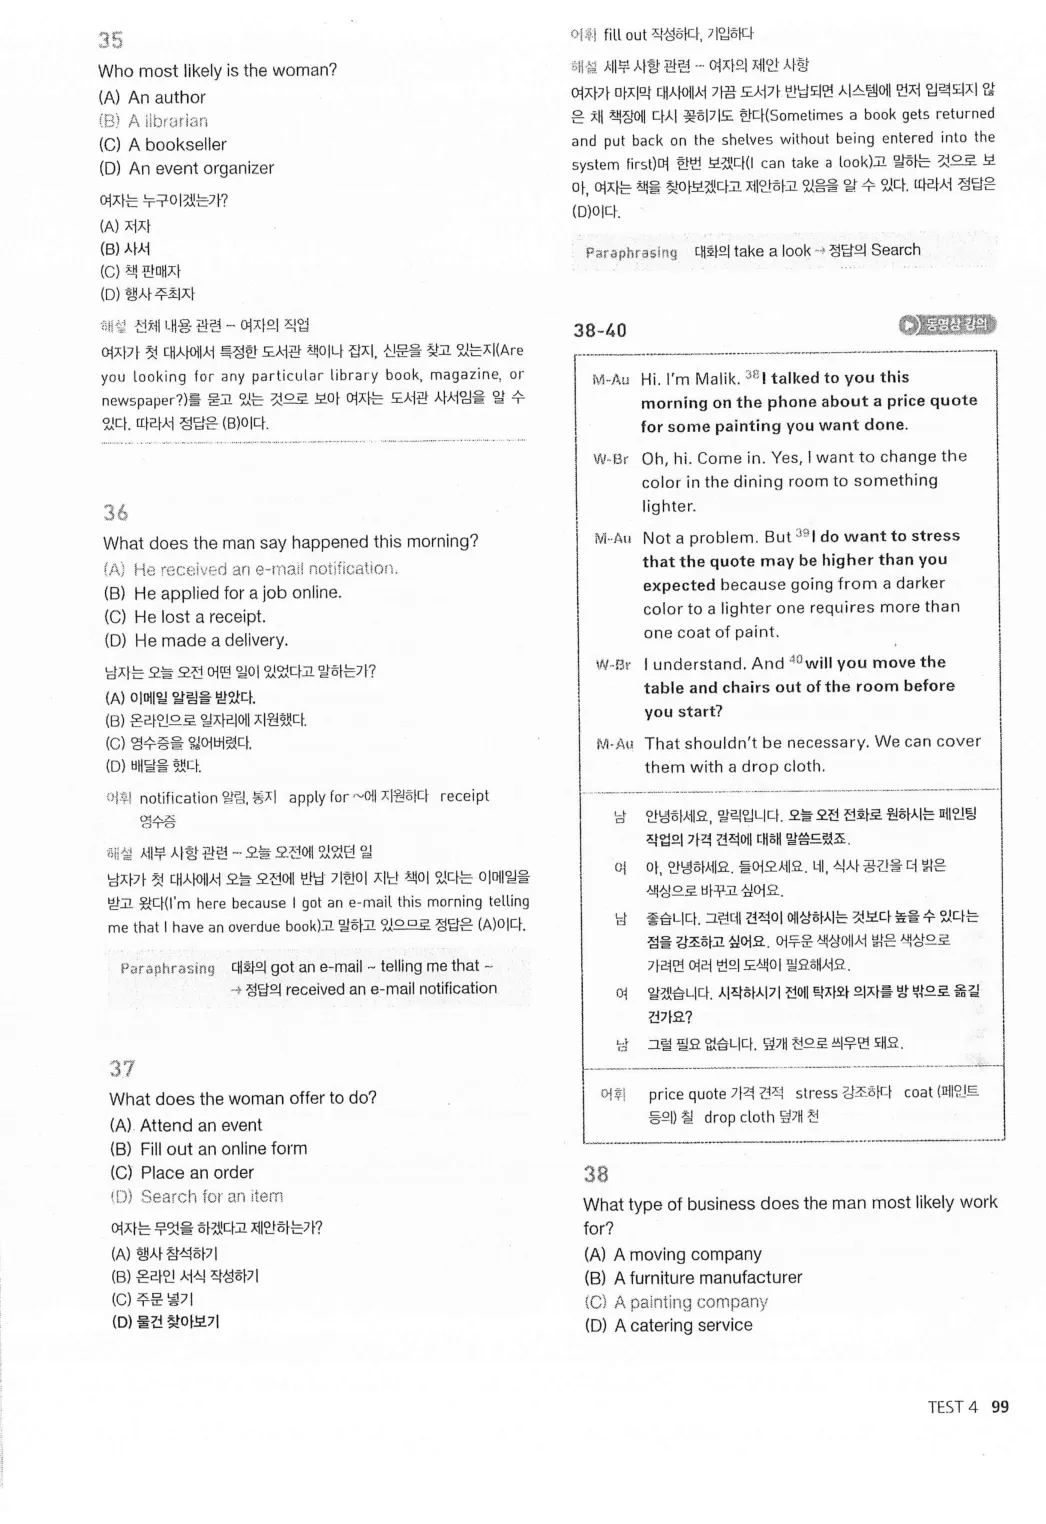 35
Who most likely is the woman?
(A) An author
(B) A librarian
(C) A bookseller
(D) An event organizer
여자는 누구이겠는가?
(A) 저자
(B) 사서
(C) 책 판매자
(D) 행사 주최자
해설 전체 내용 관련 - 여자의 직업
여자가 첫 대사에서 특정한 도서관 책이나 잡지, 신문을 찾고 있는지(Are
you looking for any particular library book, magazine, or
newspaper?)를 묻고 있는 것으로 보아 여자는 도서관 사서임을 알 수
있다. 따라서 정답은 (B)이다.
36
What does the man say happened this morning?
(A) He received an e-mail notification.
(B) He applied for a job online.
(C) He lost a receipt.
(D) He made a delivery.
남자는 오늘 오전 어떤 일이 있었다고 말하는가?
(A) 이메일 알림을 받았다.
(B) 온라인으로 일자리에 지원했다.
(C) 영수증을 잃어버렸다.
(D) 배달을 했다.
어휘 notification 알림, 통지 apply for ~에 지원하다 receipt
영수증
해설 세부 사항 관련 - 오늘 오전에 있었던 일
남자가 첫 대사에서 오늘 오전에 반납 기한이 지난 책이 있다는 이메일을
받고 왔다(I'm here because I got an e-mail this morning telling
me that I have an overdue book)고 말하고 있으므로 정답은 (A)이다.
Paraphrasing 대화의 got an e-mail ~ telling me that ~
→ 정답의 received an e-mail notification
37
What does the woman offer to do?
(A) Attend an event
(B) Fill out an online form
(C) Place an order
(D) Search for an item
여자는 무엇을 하겠다고 제안하는가?
(A) 행사 참석하기
(B) 온라인 서식 작성하기
(C) 주문 넣기
(D) 물건 찾아보기
어휘 fill out 작성하다, 기입하다
해설 세부 사항 관련 - 여자의 제안 사항
여자가 마지막 대사에서 가끔 도서가 반납되면 시스템에 먼저 입력되지 않
은 채 책장에 다시 꽂히기도 한다(Sometimes a book gets returned
and put back on the shelves without being entered into the
system first)며 한번 보겠다(I can take a look)고 말하는 것으로 보
아, 여자는 책을 찾아보겠다고 제안하고 있음을 알 수 있다. 따라서 정답은
(D)이다.
Paraphrasing 대화의 take a look → 정답의 Search
38-40 동영상 강의
M-Au Hi. I'm Malik. 38I talked to you this
morning on the phone about a price quote
for some painting you want done.
W-Br Oh, hi. Come in. Yes, I want to change the
color in the dining room to something
lighter.
M-Au Not a problem. But 39I do want to stress
that the quote may be higher than you
expected because going from a darker
color to a lighter one requires more than
one coat of paint.
W-Br I understand. And 40will you move the
table and chairs out of the room before
you start?
M-Au That shouldn't be necessary. We can cover
them with a drop cloth.
남 안녕하세요, 말릭입니다. 오늘 오전 전화로 원하시는 페인팅
작업의 가격 견적에 대해 말씀드렸죠.
여 아, 안녕하세요. 들어오세요. 네, 식사 공간을 더 밝은
색상으로 바꾸고 싶어요.
남 좋습니다. 그런데 견적이 예상하시는 것보다 높을 수 있다는
점을 강조하고 싶어요. 어두운 색상에서 밝은 색상으로
가려면 여러 번의 도색이 필요해서요.
여 알겠습니다. 시작하시기 전에 탁자와 의자를 방 밖으로 옮길
건가요?
남 그럴 필요 없습니다. 덮개 천으로 씌우면 돼요.
어휘 price quote 가격 견적 stress 강조하다 coat (페인트
등의) 칠 drop cloth 덮개 천
38
What type of business does the man most likely work
for?
(A) A moving company
(B) A furniture manufacturer
(C) A painting company
(D) A catering service
TEST 4 99